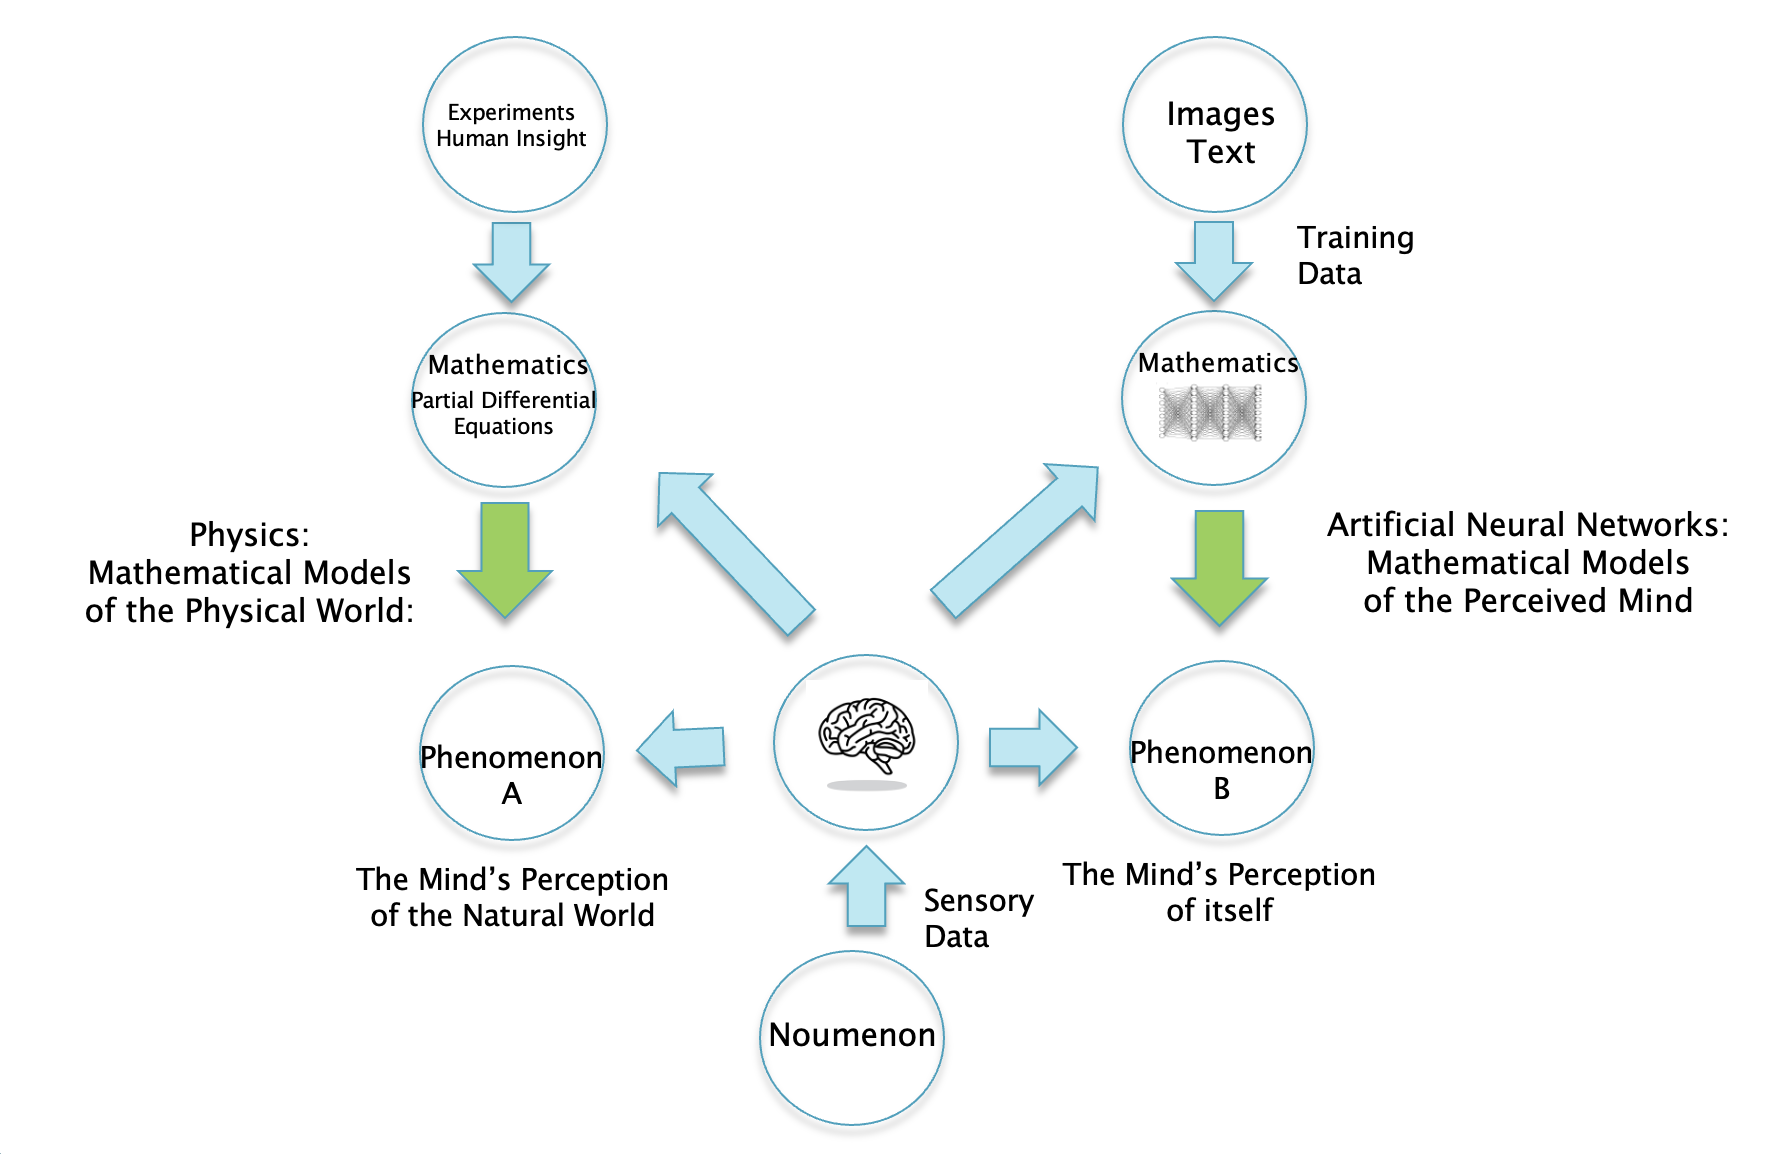 Experiments
Human Insight
Images
Text
Training
Data
Mathematics
Partial Differential
Equations
Mathematics
Physics:
Mathematical Models
of the Physical World:
Artificial Neural Networks:
Mathematical Models
of the Perceived Mind
Phenomenon
A
Phenomenon
B
The Mind’s Perception
of the Natural World
The Mind’s Perception
of itself
Sensory
Data
Noumenon